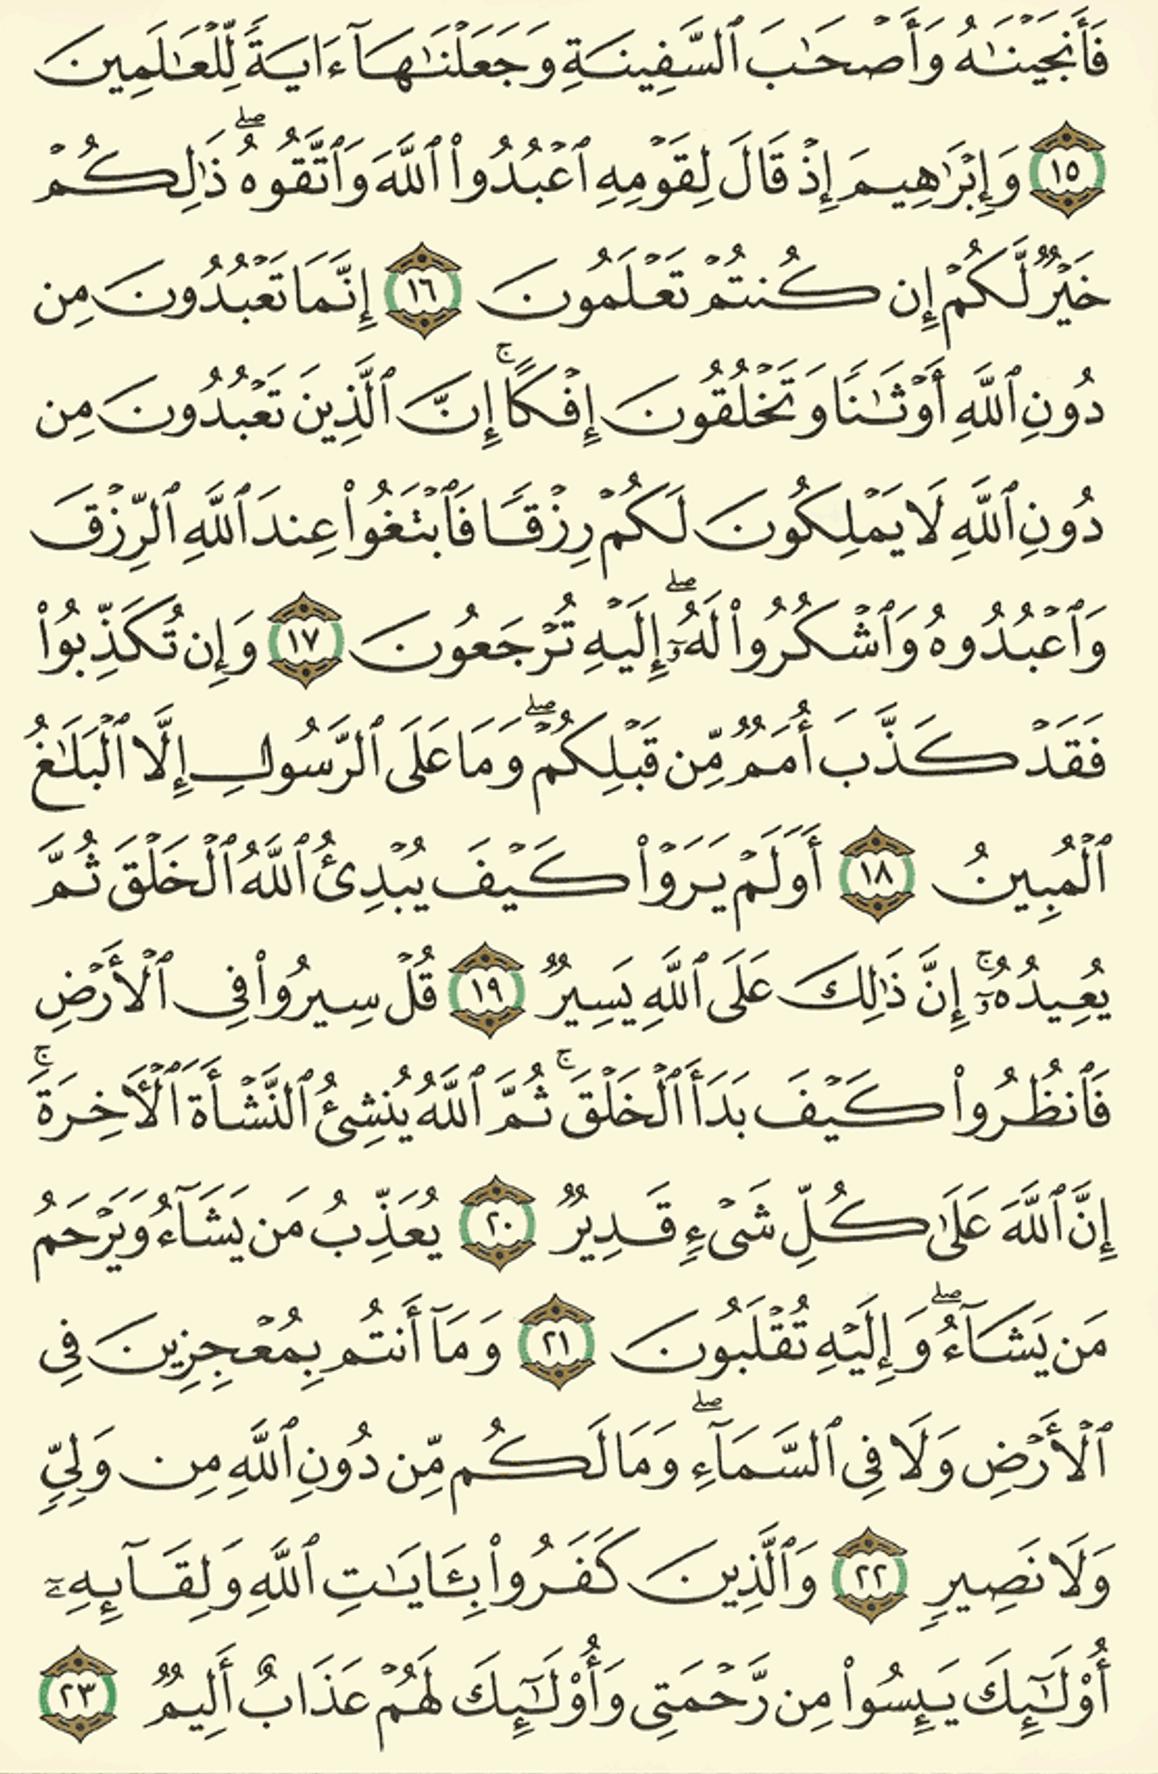 فَأَنجَيْنَٰهُ وَأَصْحَٰبَ ٱلسَّفِينَةِ وَجَعَلْنَٰهَآ ءَايَةً لِّلْعَٰلَمِينَ
١٥ وَإِبْرَٰهِيمَ إِذْ قَالَ لِقَوْمِهِ ٱعْبُدُوا۟ ٱللَّهَ وَٱتَّقُوهُ ۖ ذَٰلِكُمْ
خَيْرٌ لَّكُمْ إِن كُنتُمْ تَعْلَمُونَ ١٦ إِنَّمَا تَعْبُدُونَ مِن
دُونِ ٱللَّهِ أَوْثَٰنًا وَتَخْلُقُونَ إِفْكًا ۚ إِنَّ ٱلَّذِينَ تَعْبُدُونَ مِن
دُونِ ٱللَّهِ لَا يَمْلِكُونَ لَكُمْ رِزْقًا فَٱبْتَغُوا۟ عِندَ ٱللَّهِ ٱلرِّزْقَ
وَٱعْبُدُوهُ وَٱشْكُرُوا۟ لَهُۥٓ ۖ إِلَيْهِ تُرْجَعُونَ ١٧ وَإِن تُكَذِّبُوا۟
فَقَدْ كَذَّبَ أُمَمٌ مِّن قَبْلِكُمْ ۖ وَمَا عَلَى ٱلرَّسُولِ إِلَّا ٱلْبَلَٰغُ
ٱلْمُبِينُ ١٨ أَوَلَمْ يَرَوْا۟ كَيْفَ يُبْدِئُ ٱللَّهُ ٱلْخَلْقَ ثُمَّ
يُعِيدُهُۥٓ ۚ إِنَّ ذَٰلِكَ عَلَى ٱللَّهِ يَسِيرٌ ١٩ قُلْ سِيرُوا۟ فِى ٱلْأَرْضِ
فَٱنظُرُوا۟ كَيْفَ بَدَأَ ٱلْخَلْقَ ۚ ثُمَّ ٱللَّهُ يُنشِئُ ٱلنَّشْأَةَ ٱلْءَاخِرَةَ ۚ
إِنَّ ٱللَّهَ عَلَىٰ كُلِّ شَىْءٍ قَدِيرٌ ٢٠ يُعَذِّبُ مَن يَشَآءُ وَيَرْحَمُ
مَن يَشَآءُ ۖ وَإِلَيْهِ تُقْلَبُونَ ٢١ وَمَآ أَنتُم بِمُعْجِزِينَ فِى
ٱلْأَرْضِ وَلَا فِى ٱلسَّمَآءِ ۖ وَمَا لَكُم مِّن دُونِ ٱللَّهِ مِن وَلِىٍّ
وَلَا نَصِيرٍ ٢٢ وَٱلَّذِينَ كَفَرُوا۟ بِـَٔايَٰتِ ٱللَّهِ وَلِقَآئِهِۦٓ
أُو۟لَٰٓئِكَ يَئِسُوا۟ مِن رَّحْمَتِى وَأُو۟لَٰٓئِكَ لَهُمْ عَذَابٌ أَلِيمٌ ٢٣